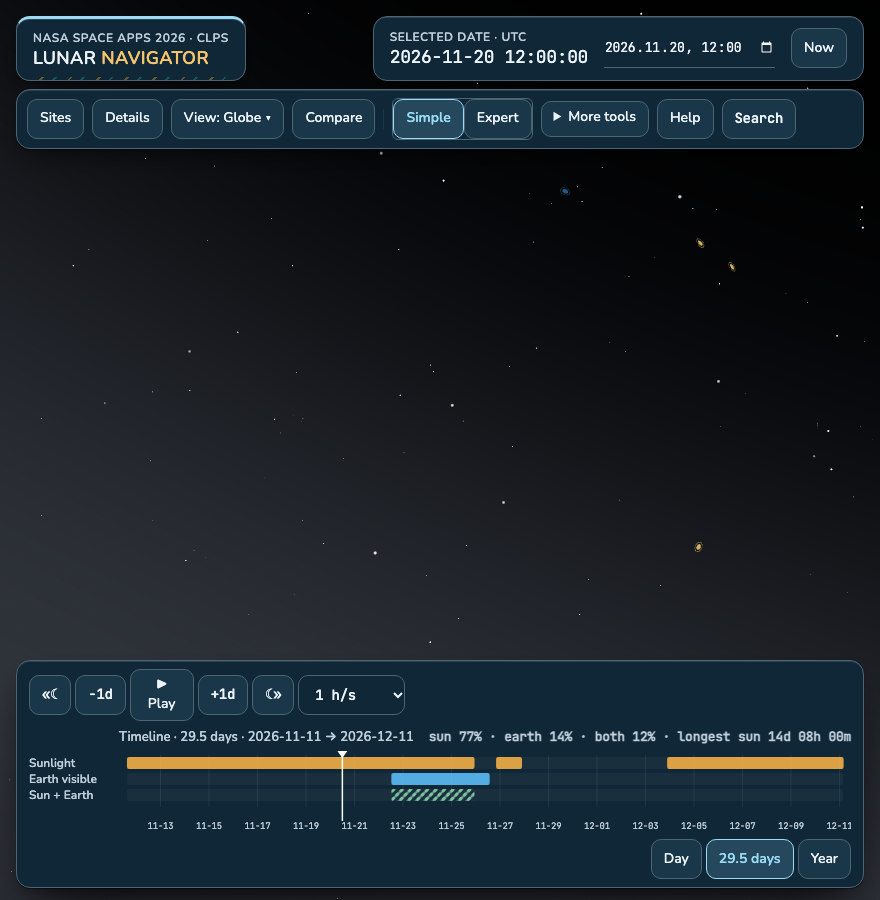 NASA SPACE APPS 2026 · CLPS
LUNAR NAVIGATOR
SELECTED DATE · UTC
2026-11-20 12:00:00
2026.11.20, 12:00
Now
Sites
Details
View: Globe ▾
Compare
Simple
Expert
▶ More tools
Help
Search
«☾
-1d
▶
Play
+1d
☾»
1 h/s
Timeline · 29.5 days · 2026-11-11 → 2026-12-11 sun 77% · earth 14% · both 12% · longest sun 14d 08h 00m
Sunlight
Earth visible
Sun + Earth
11-13 11-15 11-17 11-19 11-21 11-23 11-25 11-27 11-29 12-01 12-03 12-05 12-07 12-09 12-11
Day
29.5 days
Year